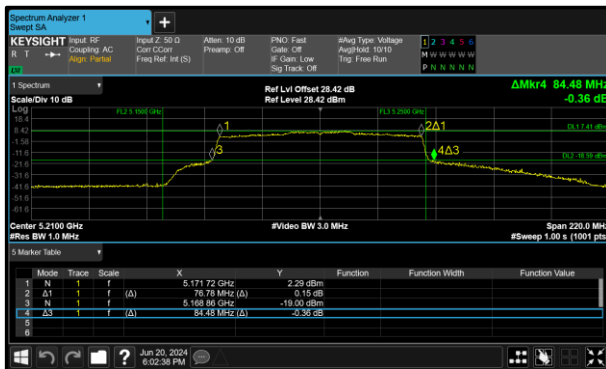 Spectrum Analyzer 1
Swept SA
KEYSIGHT
R T
Input: RF
Coupling: AC
Align: Partial
Input Z: 50 Ω
Corr CCorr
Freq Ref: Int (S)
Atten: 10 dB
Preamp: Off
PNO: Fast
Gate: Off
IF Gain: Low
Sig Track: Off
#Avg Type: Voltage
Avg|Hold: 10/10
Trig: Free Run
1 2 3 4 5 6
M W W W W W
P N N N N N
1 Spectrum
Scale/Div 10 dB
Ref Lvl Offset 28.42 dB
Ref Level 28.42 dBm
ΔMkr4 84.48 MHz
-0.36 dB
Log
18.4
8.42
-1.58
-11.6
-21.6
-31.6
-41.6
-51.6
-61.6
FL2 5.1500 GHz
FL3 5.2500 GHz
1
2Δ1
3
4Δ3
DL1 7.41 dBm
DL2 -18.59 dBm
Center 5.2100 GHz
#Res BW 1.0 MHz
#Video BW 3.0 MHz
Span 220.0 MHz
#Sweep 1.00 s (1001 pts)
5 Marker Table
Mode Trace Scale X Y Function Function Width Function Value
1 N 1 f 5.171 72 GHz 2.29 dBm
2 Δ1 1 f (Δ) 76.78 MHz (Δ) 0.15 dB
3 N 1 f 5.168 86 GHz -19.00 dBm
4 Δ3 1 f (Δ) 84.48 MHz (Δ) -0.36 dB
5
6
?
Jun 20, 2024
6:02:38 PM